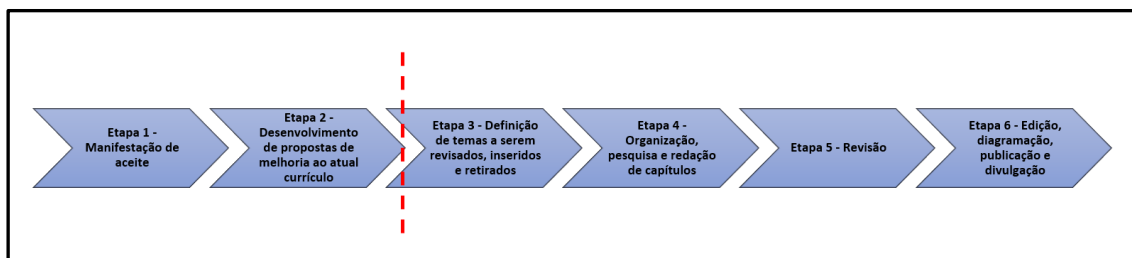 Etapa 1 -
Manifestação de
aceite
Etapa 2 -
Desenvolvimento
de propostas de
melhoria ao atual
currículo
Etapa 3 - Definição
de temas a serem
revisados, inseridos
e retirados
Etapa 4 -
Organização,
pesquisa e redação
de capítulos
Etapa 5 - Revisão
Etapa 6 - Edição,
diagramação,
publicação e
divulgação